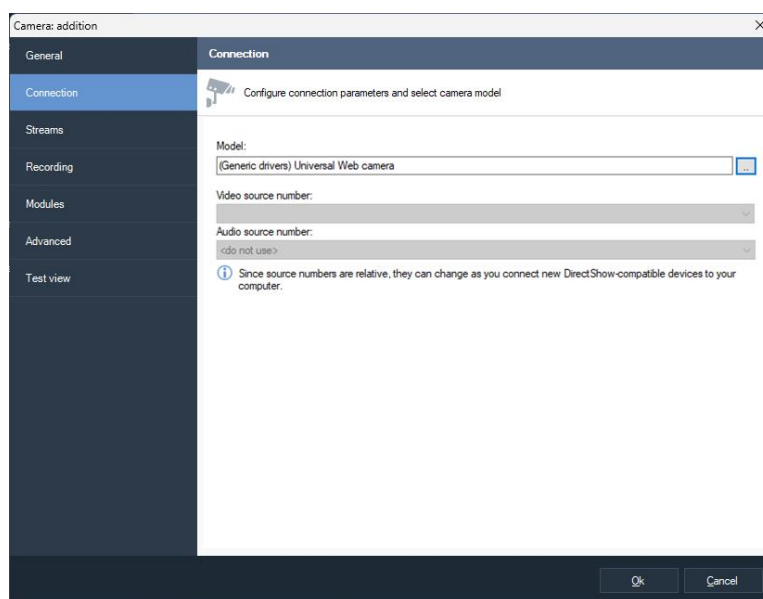 Camera: addition
General
Connection
Streams
Recording
Modules
Advanced
Test view
Connection
Configure connection parameters and select camera model
Model:
(Generic drivers) Universal Web camera
..
Video source number:
Audio source number:
<do not use>
Since source numbers are relative, they can change as you connect new DirectShow-compatible devices to your
computer.
Ok
Cancel